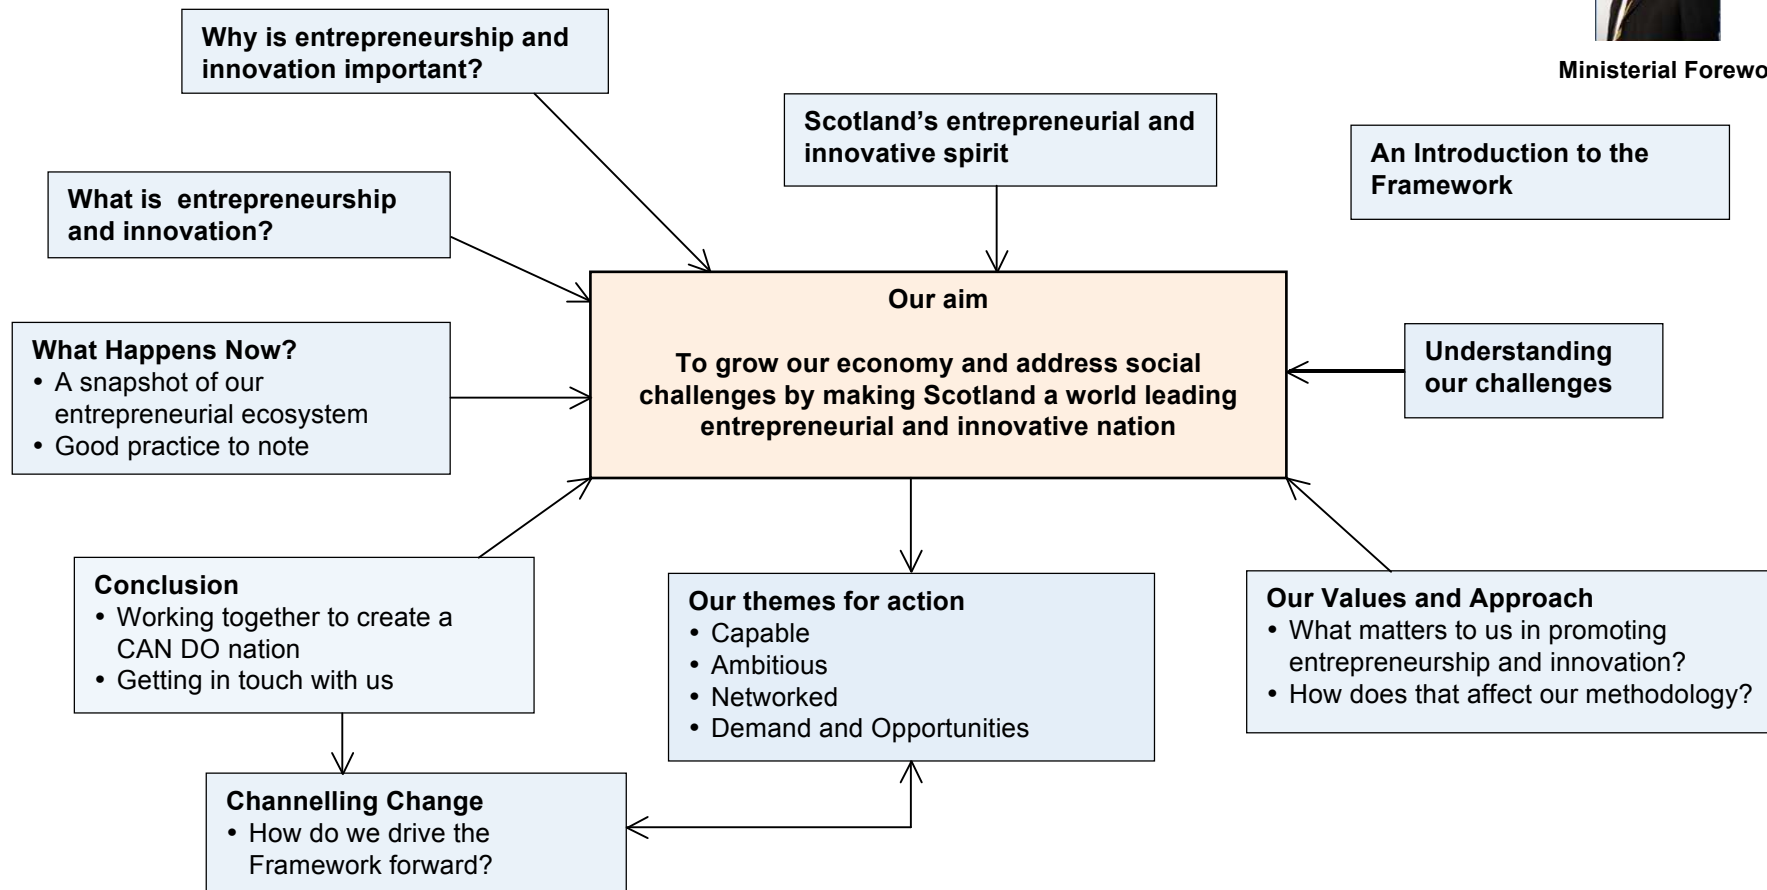 Why is entrepreneurship and
innovation important?
Ministerial Forewo
Scotland’s entrepreneurial and
innovative spirit
An Introduction to the
Framework
What is  entrepreneurship
and innovation?
Our aim
To grow our economy and address social
challenges by making Scotland a world leading
entrepreneurial and innovative nation
What Happens Now?
• A snapshot of our
entrepreneurial ecosystem
• Good practice to note
Understanding
our challenges
Conclusion
• Working together to create a
CAN DO nation
• Getting in touch with us
Our themes for action
• Capable
• Ambitious
• Networked
• Demand and Opportunities
Our Values and Approach
• What matters to us in promoting
entrepreneurship and innovation?
• How does that affect our methodology?
Channelling Change
• How do we drive the
Framework forward?